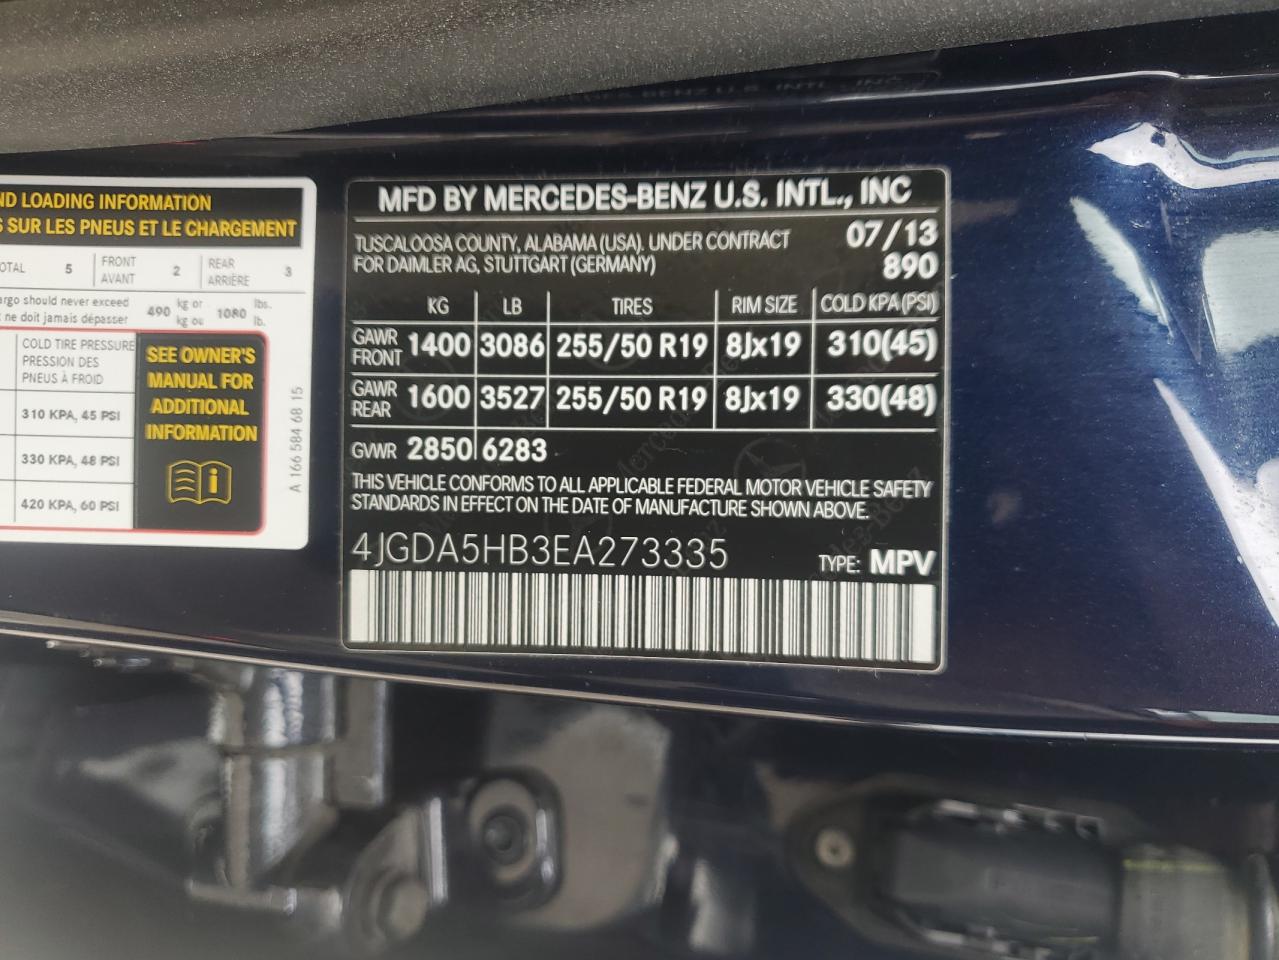 ND LOADING INFORMATION
SUR LES PNEUS ET LE CHARGEMENT
OTAL 5 FRONT AVANT 2 REAR ARRIÈRE 3
argo should never exceed 490 kg or 1080 lbs.
ne doit jamais dépasser kg ou lb.
COLD TIRE PRESSURE
PRESSION DES
PNEUS À FROID
310 KPA, 45 PSI
330 KPA, 48 PSI
420 KPA, 60 PSI
SEE OWNER'S
MANUAL FOR
ADDITIONAL
INFORMATION
A 166 584 68 15
MFD BY MERCEDES-BENZ U.S. INTL., INC
TUSCALOOSA COUNTY, ALABAMA (USA). UNDER CONTRACT 07/13
FOR DAIMLER AG, STUTTGART (GERMANY) 890
KG LB TIRES RIM SIZE COLD KPA (PSI)
GAWR FRONT 1400 3086 255/50 R19 8Jx19 310(45)
GAWR REAR 1600 3527 255/50 R19 8Jx19 330(48)
GVWR 2850 6283
THIS VEHICLE CONFORMS TO ALL APPLICABLE FEDERAL MOTOR VEHICLE SAFETY
STANDARDS IN EFFECT ON THE DATE OF MANUFACTURE SHOWN ABOVE.
4JGDA5HB3EA273335 TYPE: MPV